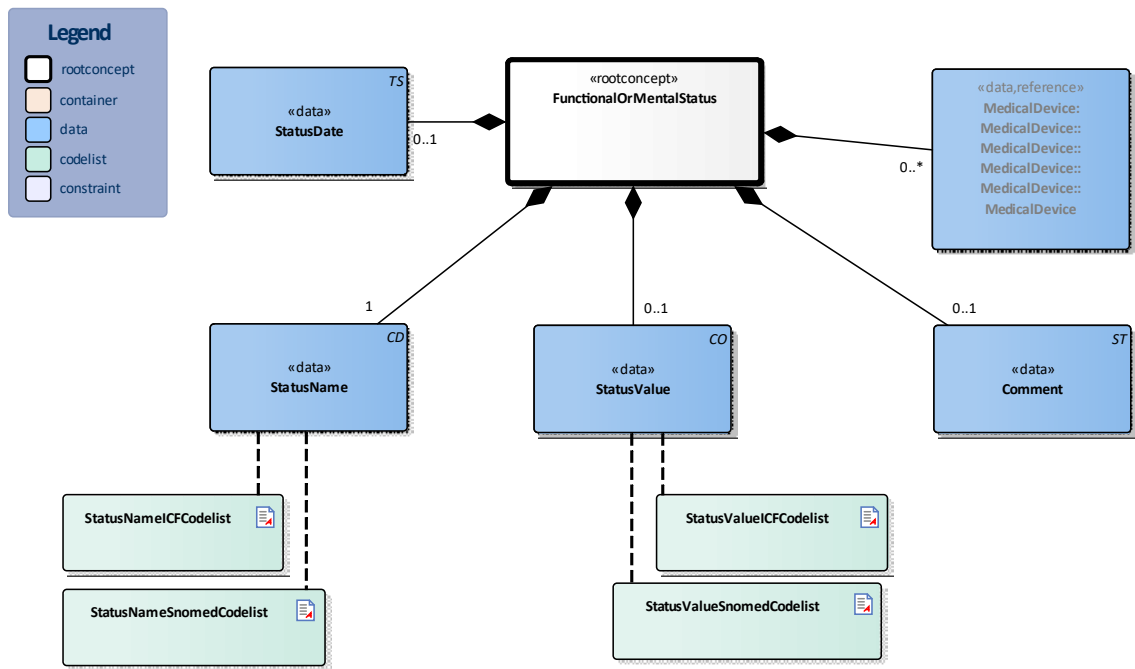 Legend
rootconcept
container
data
codelist
constraint
TS
«data»
StatusDate
0..1
«rootconcept»
FunctionalOrMentalStatus
«data,reference»
MedicalDevice:
MedicalDevice::
MedicalDevice::
MedicalDevice::
MedicalDevice::
MedicalDevice
0..*
1
0..1
0..1
CD
«data»
StatusName
CO
«data»
StatusValue
ST
«data»
Comment
StatusNameICFCodelist
StatusValueICFCodelist
StatusNameSnomedCodelist
StatusValueSnomedCodelist